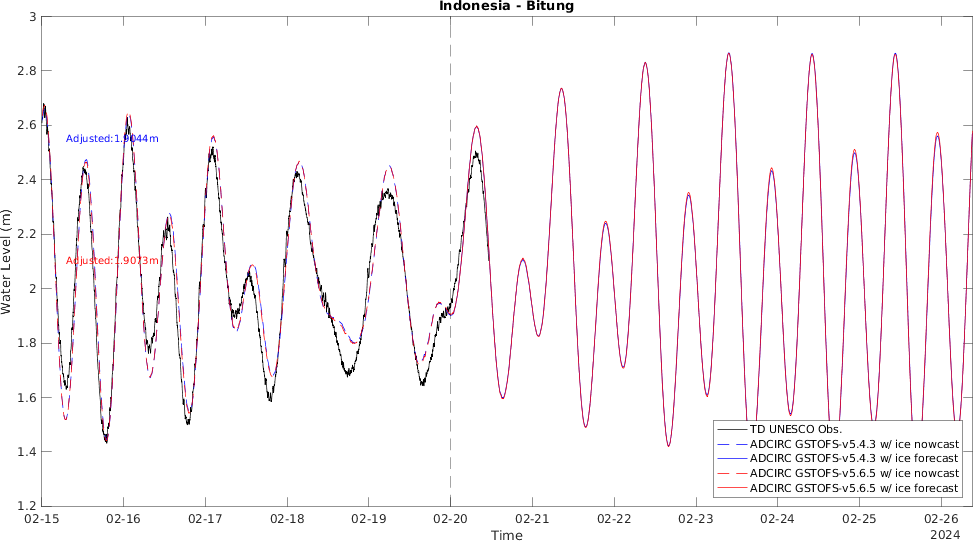 Indonesia - Bitung
3
2.8
2.6
2.4
2.2
2
1.8
1.6
1.4
1.2
Water Level (m)
Adjusted:1.9044m
Adjusted:1.9073m
TD UNESCO Obs.
ADCIRC GSTOFS-v5.4.3 w/ ice nowcast
ADCIRC GSTOFS-v5.4.3 w/ ice forecast
ADCIRC GSTOFS-v5.6.5 w/ ice nowcast
ADCIRC GSTOFS-v5.6.5 w/ ice forecast
02-15 02-16 02-17 02-18 02-19 02-20 02-21 02-22 02-23 02-24 02-25 02-26
Time
2024